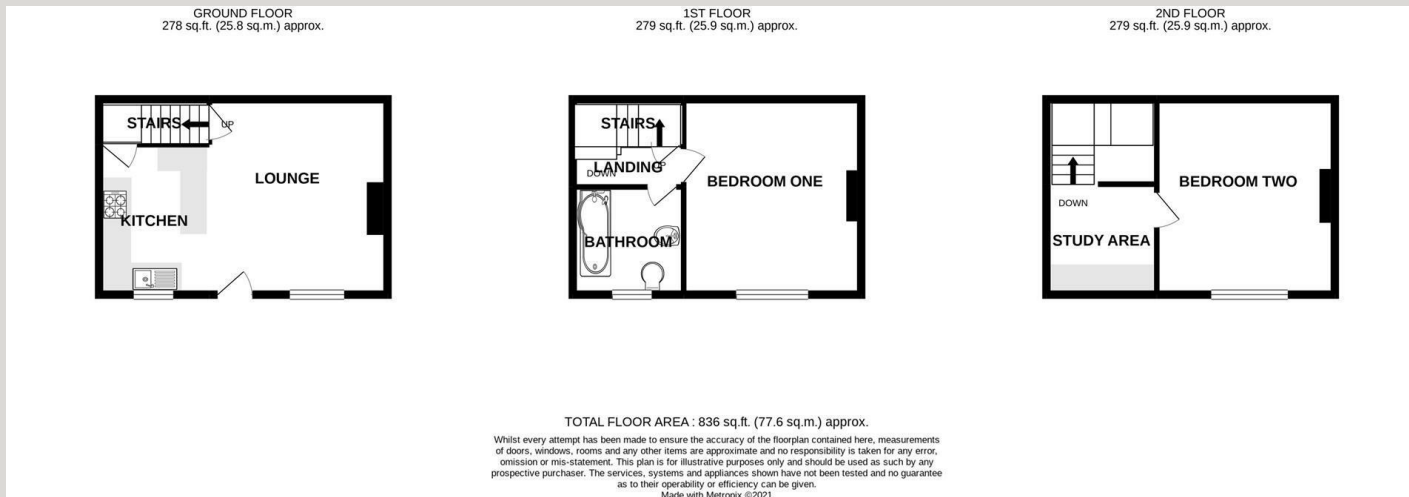 GROUND FLOOR
278 sq.ft. (25.8 sq.m.) approx.
STAIRS
UP
LOUNGE
KITCHEN
1ST FLOOR
279 sq.ft. (25.9 sq.m.) approx.
STAIRS
UP
LANDING
DOWN
BEDROOM ONE
BATHROOM
2ND FLOOR
279 sq.ft. (25.9 sq.m.) approx.
BEDROOM TWO
DOWN
STUDY AREA
TOTAL FLOOR AREA : 836 sq.ft. (77.6 sq.m.) approx.
Whilst every attempt has been made to ensure the accuracy of the floorplan contained here, measurements
of doors, windows, rooms and any other items are approximate and no responsibility is taken for any error,
omission or mis-statement. This plan is for illustrative purposes only and should be used as such by any
prospective purchaser. The services, systems and appliances shown have not been tested and no guarantee
as to their operability or efficiency can be given.
Made with Metropix ©2021